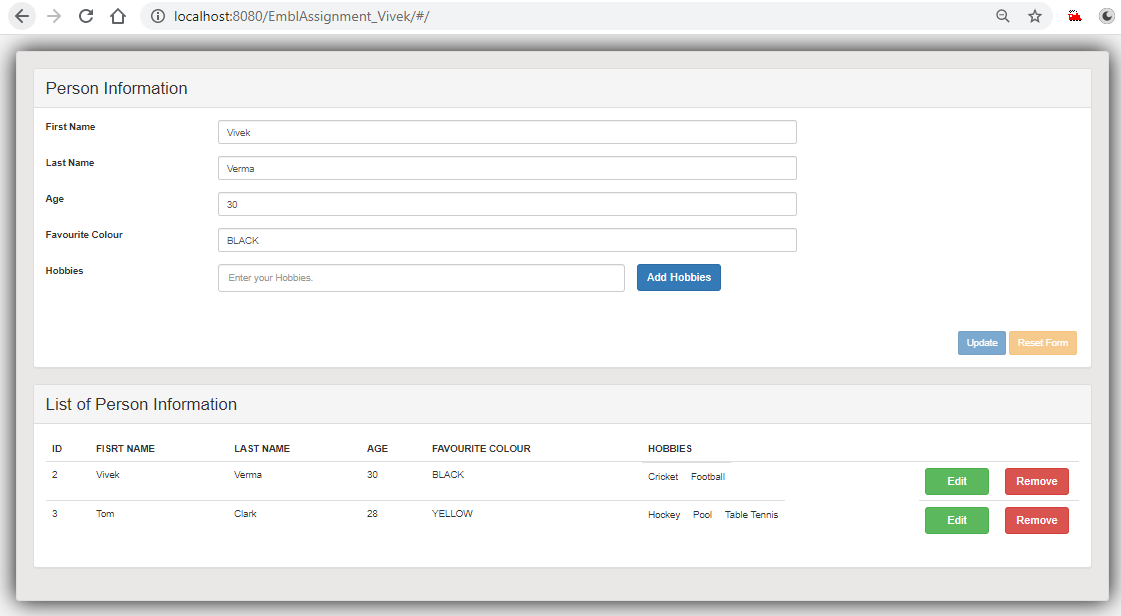 localhost:8080/EmblAssignment_Vivek/#/
Person Information
First Name Vivek
Last Name Verma
Age 30
Favourite Colour BLACK
Hobbies Enter your Hobbies. Add Hobbies
Update Reset Form
List of Person Information
ID FISRT NAME LAST NAME AGE FAVOURITE COLOUR HOBBIES
2 Vivek Verma 30 BLACK Cricket Football Edit Remove
3 Tom Clark 28 YELLOW Hockey Pool Table Tennis Edit Remove